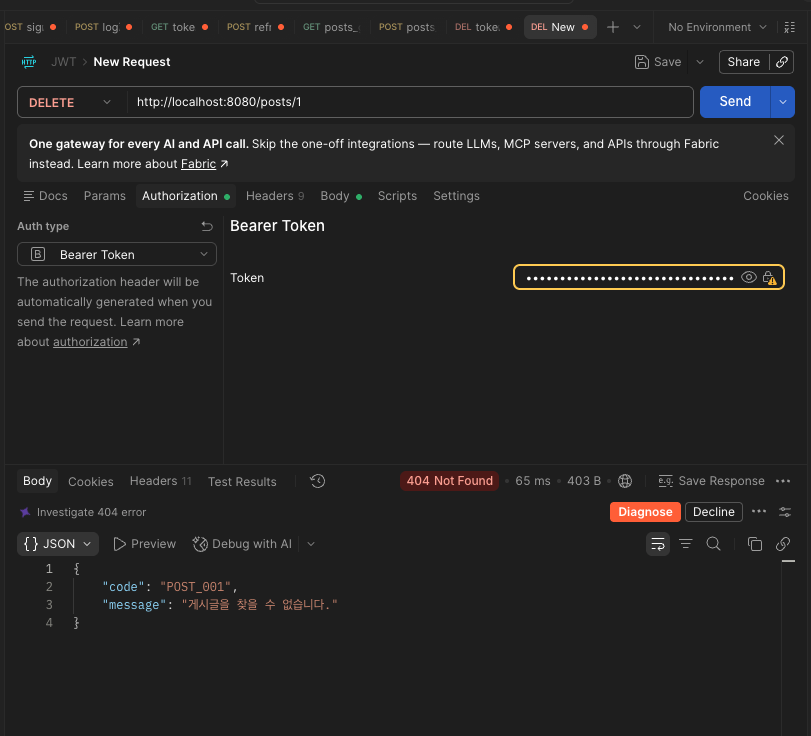 OST sig POST log GET toke POST refr GET posts_ POST posts DEL toke DEL New No Environment
HTTP JWT > New Request Save Share
DELETE http://localhost:8080/posts/1 Send
One gateway for every AI and API call. Skip the one-off integrations — route LLMs, MCP servers, and APIs through Fabric
instead. Learn more about Fabric ↗
Docs Params Authorization Headers 9 Body Scripts Settings Cookies
Auth type Bearer Token
B Bearer Token
The authorization header will be
automatically generated when you
send the request. Learn more
about authorization ↗
Token
Body Cookies Headers 11 Test Results 404 Not Found 65 ms 403 B e.g. Save Response
Investigate 404 error Diagnose Decline
{} JSON Preview Debug with AI
1 {
2 "code": "POST_001",
3 "message": "게시글을 찾을 수 없습니다."
4 }